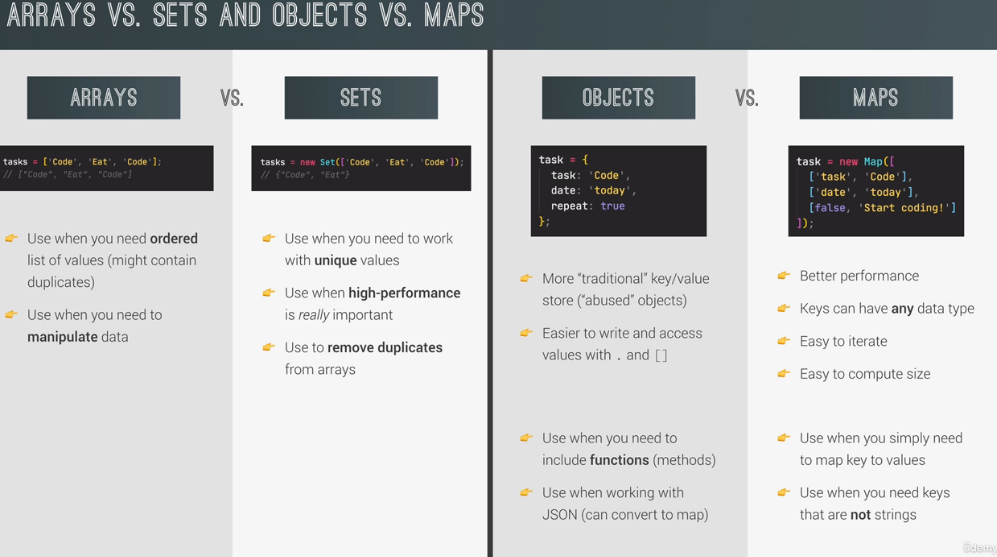 ARRAYS VS. SETS AND OBJECTS VS. MAPS
ARRAYS
VS.
SETS
tasks = ['Code', 'Eat', 'Code'];
// ["Code", "Eat", "Code"]
tasks = new Set(['Code', 'Eat', 'Code']);
// {"Code", "Eat"}
👉 Use when you need ordered
list of values (might contain
duplicates)
👉 Use when you need to
manipulate data
👉 Use when you need to work
with unique values
👉 Use when high-performance
is really important
👉 Use to remove duplicates
from arrays
OBJECTS
VS.
MAPS
task = {
task: 'Code',
date: 'today',
repeat: true
};
task = new Map([
['task', 'Code'],
['date', 'today'],
[false, 'Start coding!']
]);
👉 More “traditional” key/value
store (“abused” objects)
👉 Easier to write and access
values with . and []
👉 Use when you need to
include functions (methods)
👉 Use when working with
JSON (can convert to map)
👉 Better performance
👉 Keys can have any data type
👉 Easy to iterate
👉 Easy to compute size
👉 Use when you simply need
to map key to values
👉 Use when you need keys
that are not strings
ûdemy